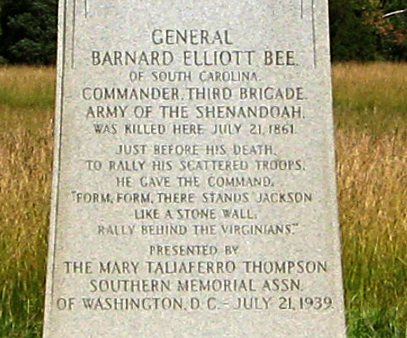 GENERAL
BARNARD ELLIOTT BEE.
OF SOUTH CAROLINA.
COMMANDER, THIRD BRIGADE.
ARMY OF THE SHENANDOAH,
WAS KILLED HERE JULY 21, 1861.
JUST BEFORE HIS DEATH,
TO RALLY HIS SCATTERED TROOPS,
HE GAVE THE COMMAND,
"FORM, FORM, THERE STANDS JACKSON
LIKE A STONE WALL,
RALLY BEHIND THE VIRGINIANS."
PRESENTED BY
THE MARY TALIAFERRO THOMPSON
SOUTHERN MEMORIAL ASSN.
OF WASHINGTON, D.C. – JULY 21, 1939.